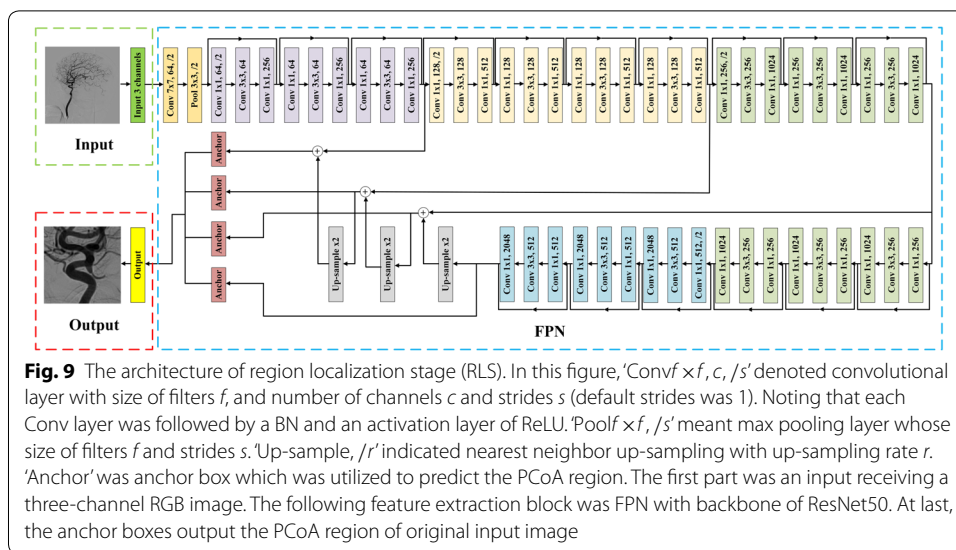 Input 3 channels
Conv 7x7, 64, /2
Pool 3x3, /2
Conv 1x1, 64, /2
Conv 3x3, 64
Conv 1x1, 256
Conv 1x1, 64
Conv 3x3, 64
Conv 1x1, 256
Conv 1x1, 64
Conv 3x3, 64
Conv 1x1, 256
Conv 1x1, 128, /2
Conv 3x3, 128
Conv 1x1, 512
Conv 1x1, 128
Conv 3x3, 128
Conv 1x1, 512
Conv 1x1, 128
Conv 3x3, 128
Conv 1x1, 512
Conv 1x1, 128
Conv 3x3, 128
Conv 1x1, 512
Conv 1x1, 256, /2
Conv 3x3, 256
Conv 1x1, 1024
Conv 1x1, 256
Conv 3x3, 256
Conv 1x1, 1024
Conv 1x1, 256
Conv 3x3, 256
Conv 1x1, 1024
Input
Anchor
Anchor
Anchor
Anchor
Output
Output
Up-sample x2
Up-sample x2
Up-sample x2
Conv 1x1, 2048
Conv 3x3, 512
Conv 1x1, 512
Conv 1x1, 2048
Conv 3x3, 512
Conv 1x1, 512
Conv 1x1, 2048
Conv 3x3, 512
Conv 1x1, 512, /2
Conv 1x1, 1024
Conv 3x3, 256
Conv 1x1, 256
Conv 1x1, 1024
Conv 3x3, 256
Conv 1x1, 256
Conv 1x1, 1024
Conv 3x3, 256
Conv 1x1, 256
FPN
Fig. 9 The architecture of region localization stage (RLS). In this figure, ‘Convf × f, c, /s’ denoted convolutional
layer with size of filters f, and number of channels c and strides s (default strides was 1). Noting that each
Conv layer was followed by a BN and an activation layer of ReLU. ‘Poolf × f, /s’ meant max pooling layer whose
size of filters f and strides s. ‘Up-sample, /r’ indicated nearest neighbor up-sampling with up-sampling rate r.
‘Anchor’ was anchor box which was utilized to predict the PCoA region. The first part was an input receiving a
three-channel RGB image. The following feature extraction block was FPN with backbone of ResNet50. At last,
the anchor boxes output the PCoA region of original input image